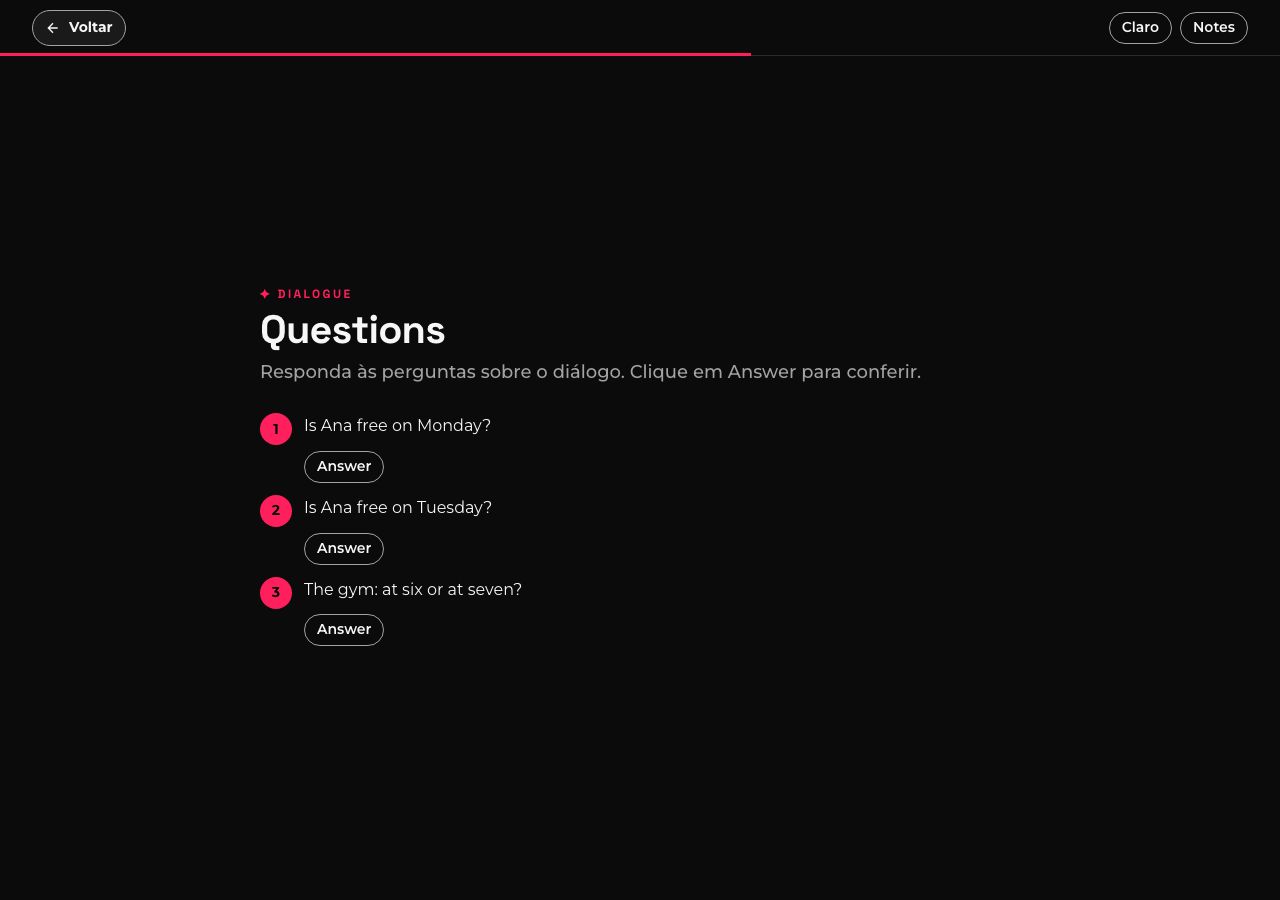 Voltar
Claro
Notes
DIALOGUE
Questions
Responda às perguntas sobre o diálogo. Clique em Answer para conferir.
1 Is Ana free on Monday?
Answer
2 Is Ana free on Tuesday?
Answer
3 The gym: at six or at seven?
Answer